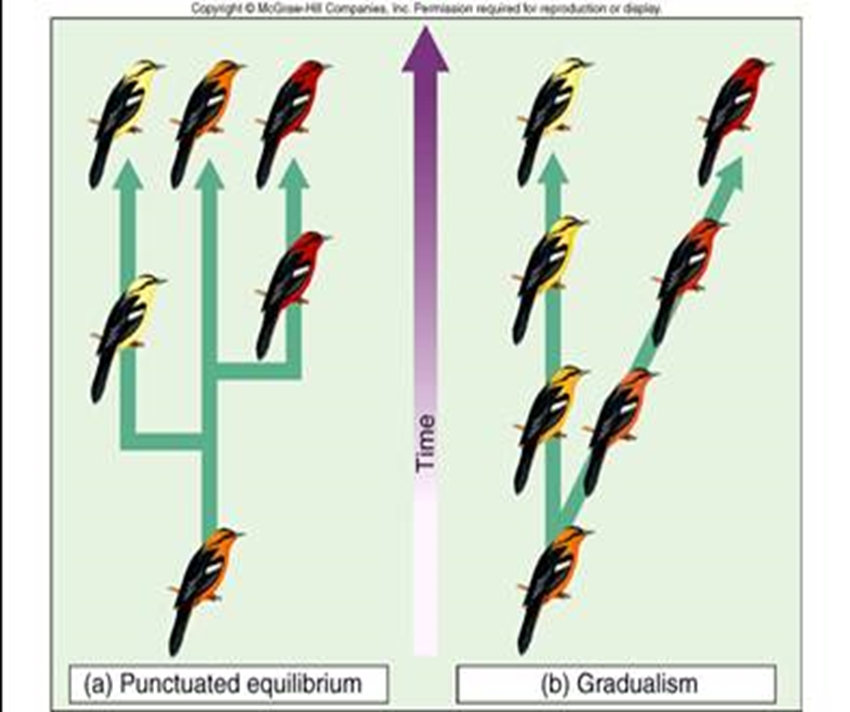 Copyright © McGraw-Hill Companies, Inc. Permission required for reproduction or display.
Time
(a) Punctuated equilibrium
(b) Gradualism